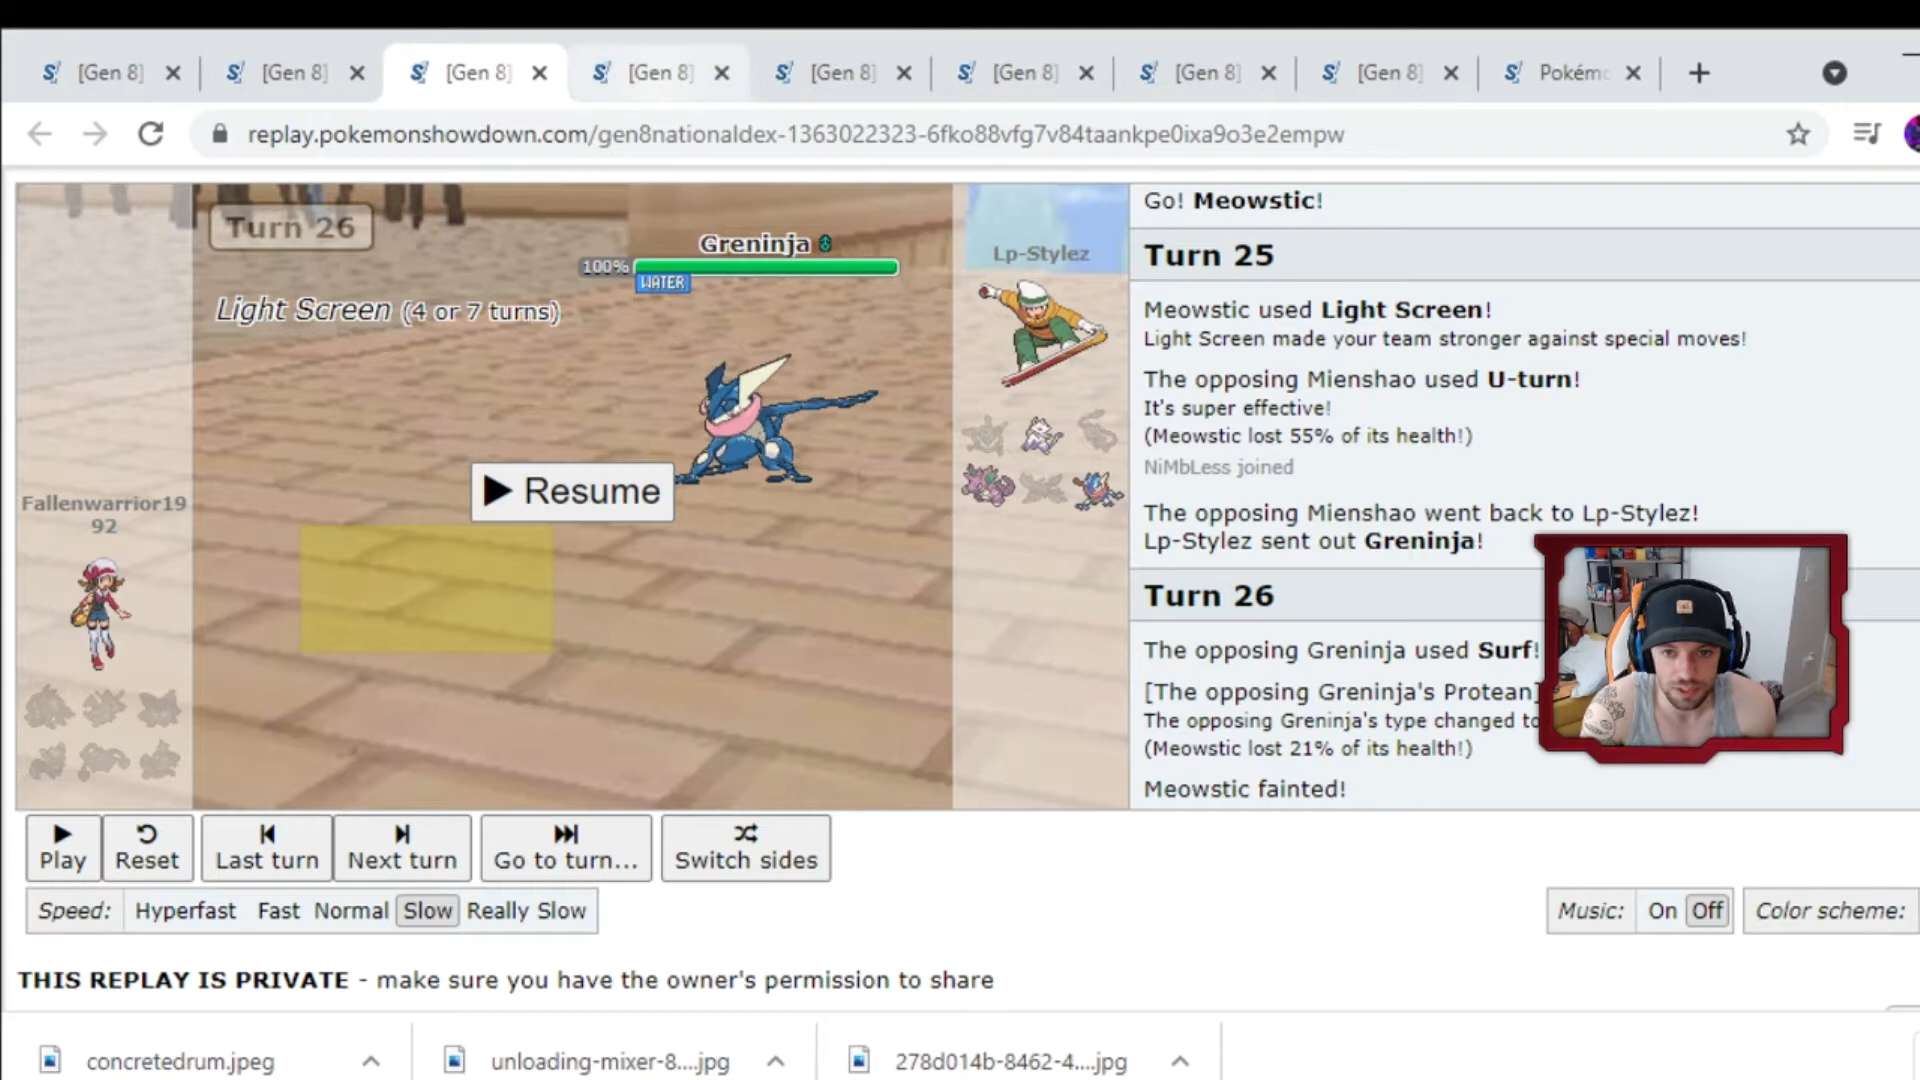 [Gen 8]
[Gen 8]
[Gen 8]
[Gen 8]
[Gen 8]
[Gen 8]
[Gen 8]
[Gen 8]
Pokém
replay.pokemonshowdown.com/gen8nationaldex-1363022323-6fko88vfg7v84taankpe0ixa9o3e2empw
Turn 26
Greninja
100%
WATER
Light Screen (4 or 7 turns)
Resume
Fallenwarrior19
92
Lp-Stylez
Go! Meowstic!
Turn 25
Meowstic used Light Screen!
Light Screen made your team stronger against special moves!
The opposing Mienshao used U-turn!
It's super effective!
(Meowstic lost 55% of its health!)
NiMbLess joined
The opposing Mienshao went back to Lp-Stylez!
Lp-Stylez sent out Greninja!
Turn 26
The opposing Greninja used Surf!
[The opposing Greninja's Protean]
The opposing Greninja's type changed to
(Meowstic lost 21% of its health!)
Meowstic fainted!
Play
Reset
Last turn
Next turn
Go to turn...
Switch sides
Speed: Hyperfast Fast Normal Slow Really Slow
Music: On Off
Color scheme:
THIS REPLAY IS PRIVATE - make sure you have the owner's permission to share
concretedrum.jpeg
unloading-mixer-8....jpg
278d014b-8462-4....jpg